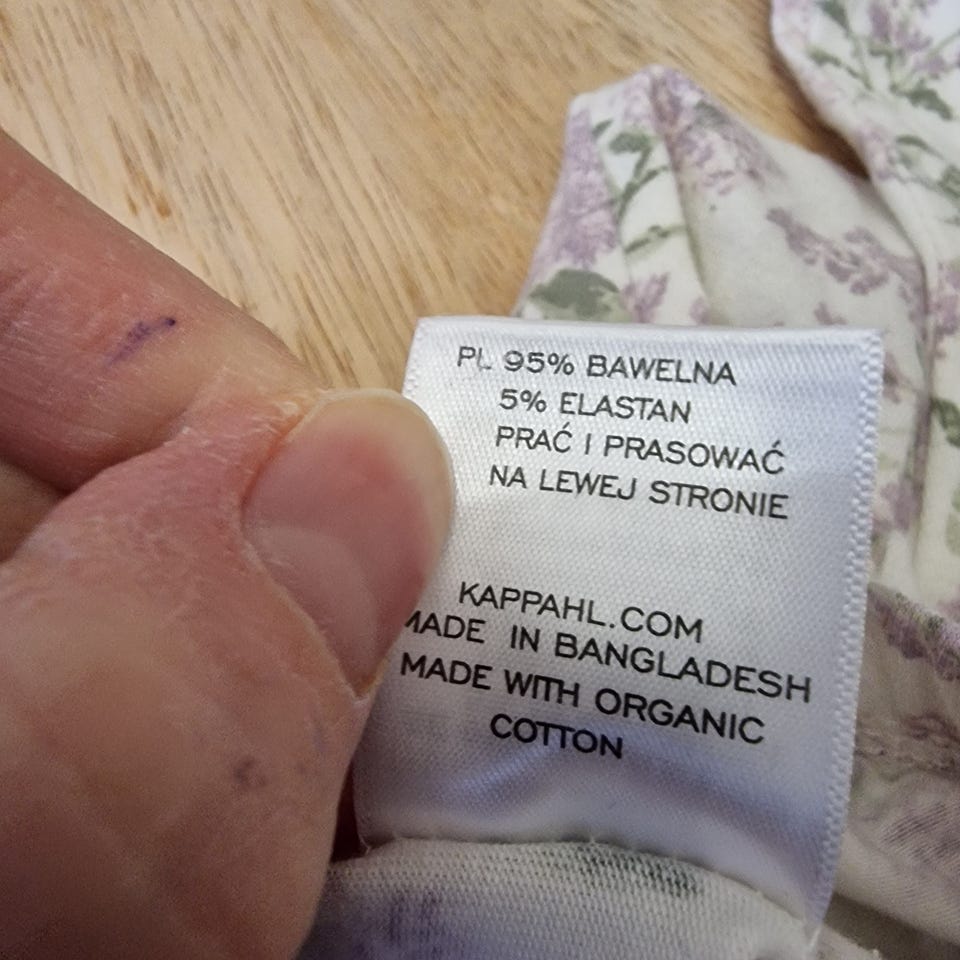 PL 95% BAWELNA
5% ELASTAN
PRAĆ I PRASOWAĆ
NA LEWEJ STRONIE
KAPPAHL.COM
MADE IN BANGLADESH
MADE WITH ORGANIC
COTTON